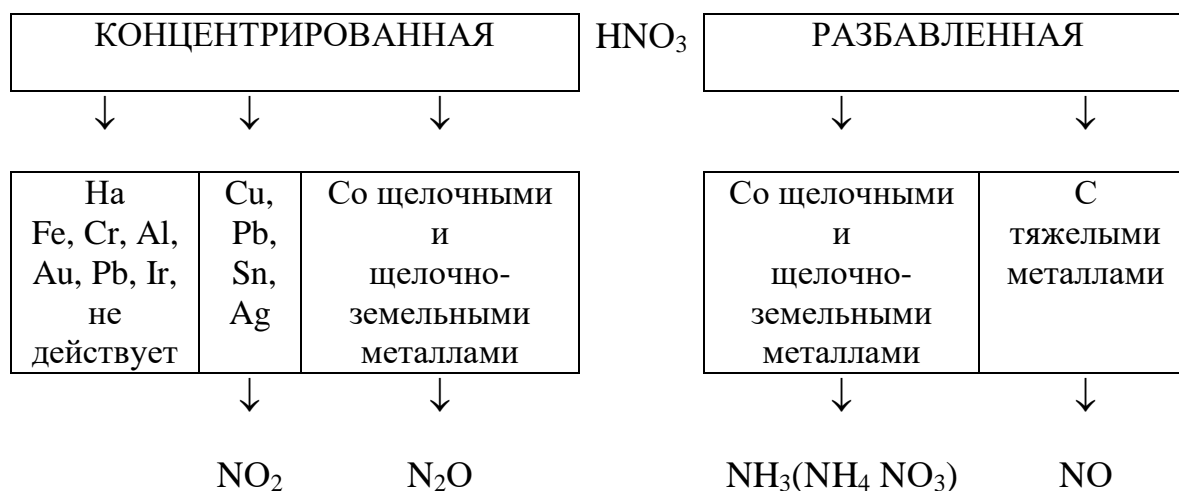 КОНЦЕНТРИРОВАННАЯ HNO₃ РАЗБАВЛЕННАЯ
↓ ↓ ↓ ↓ ↓
На
Fe, Cr, Al,
Au, Pb, Ir,
не
действует
Cu,
Pb,
Sn,
Ag
Со щелочными
и
щелочно-
земельными
металлами
Со щелочными
и
щелочно-
земельными
металлами
С
тяжелыми
металлами
↓ ↓ ↓ ↓
NO₂ N₂O NH₃(NH₄ NO₃) NO